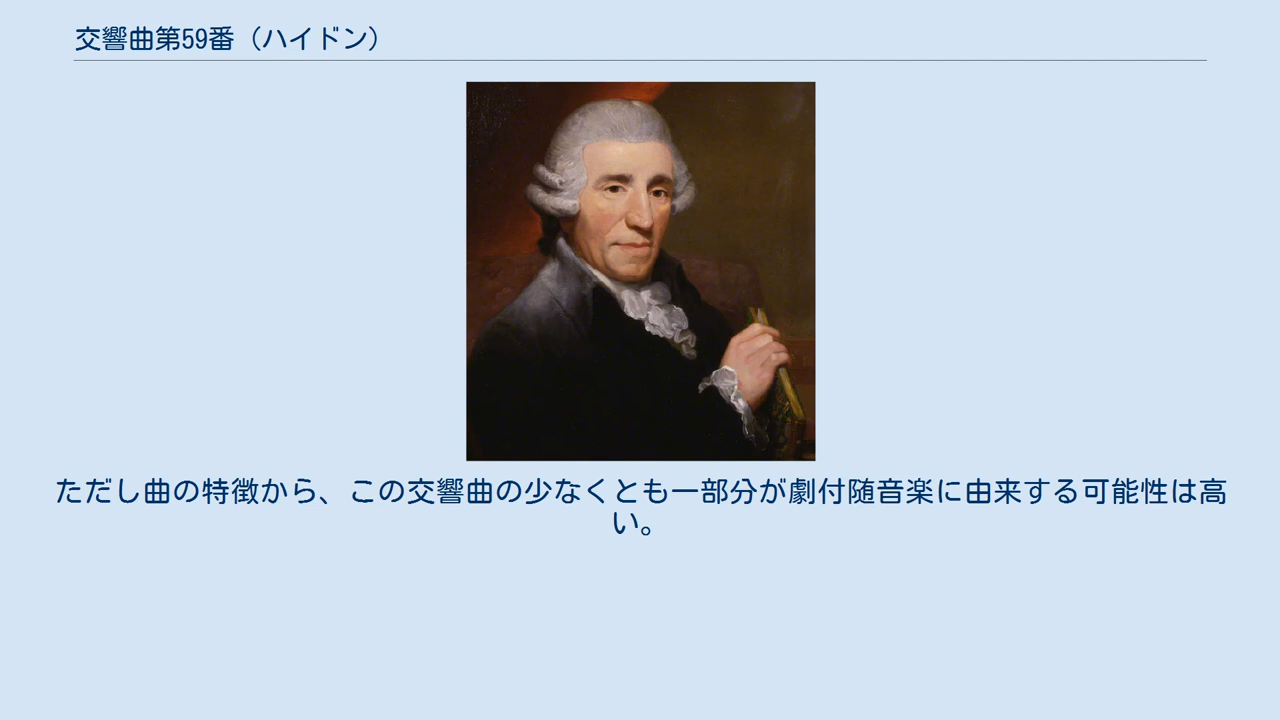 交響曲第59番（ハイドン）
ただし曲の特徴から、この交響曲の少なくとも一部分が劇付随音楽に由来する可能性は高
い。